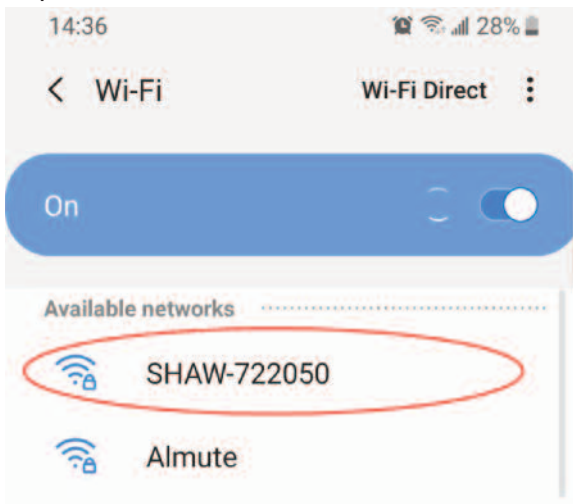 14:36 28%
Wi-Fi Wi-Fi Direct
On
Available networks
SHAW-722050
Almute